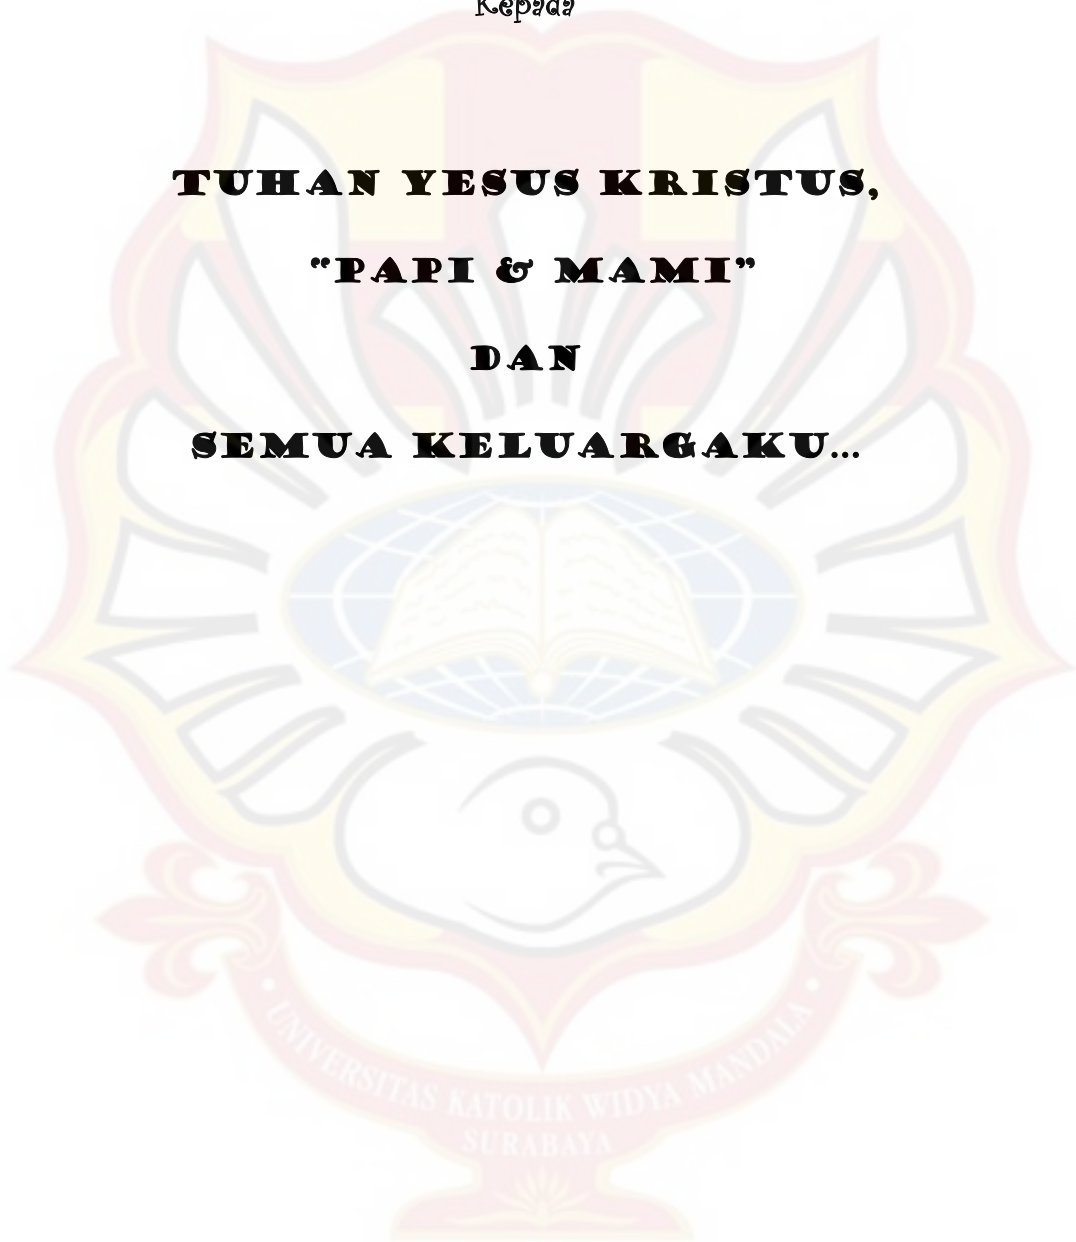 Kepada
TUHAN YESUS KRISTUS,
“PAPI & MAMI”
DAN
SEMUA KELUARGAKU...
• UNIVERSITAS KATOLIK WIDYA MANDALA •
SURABAYA